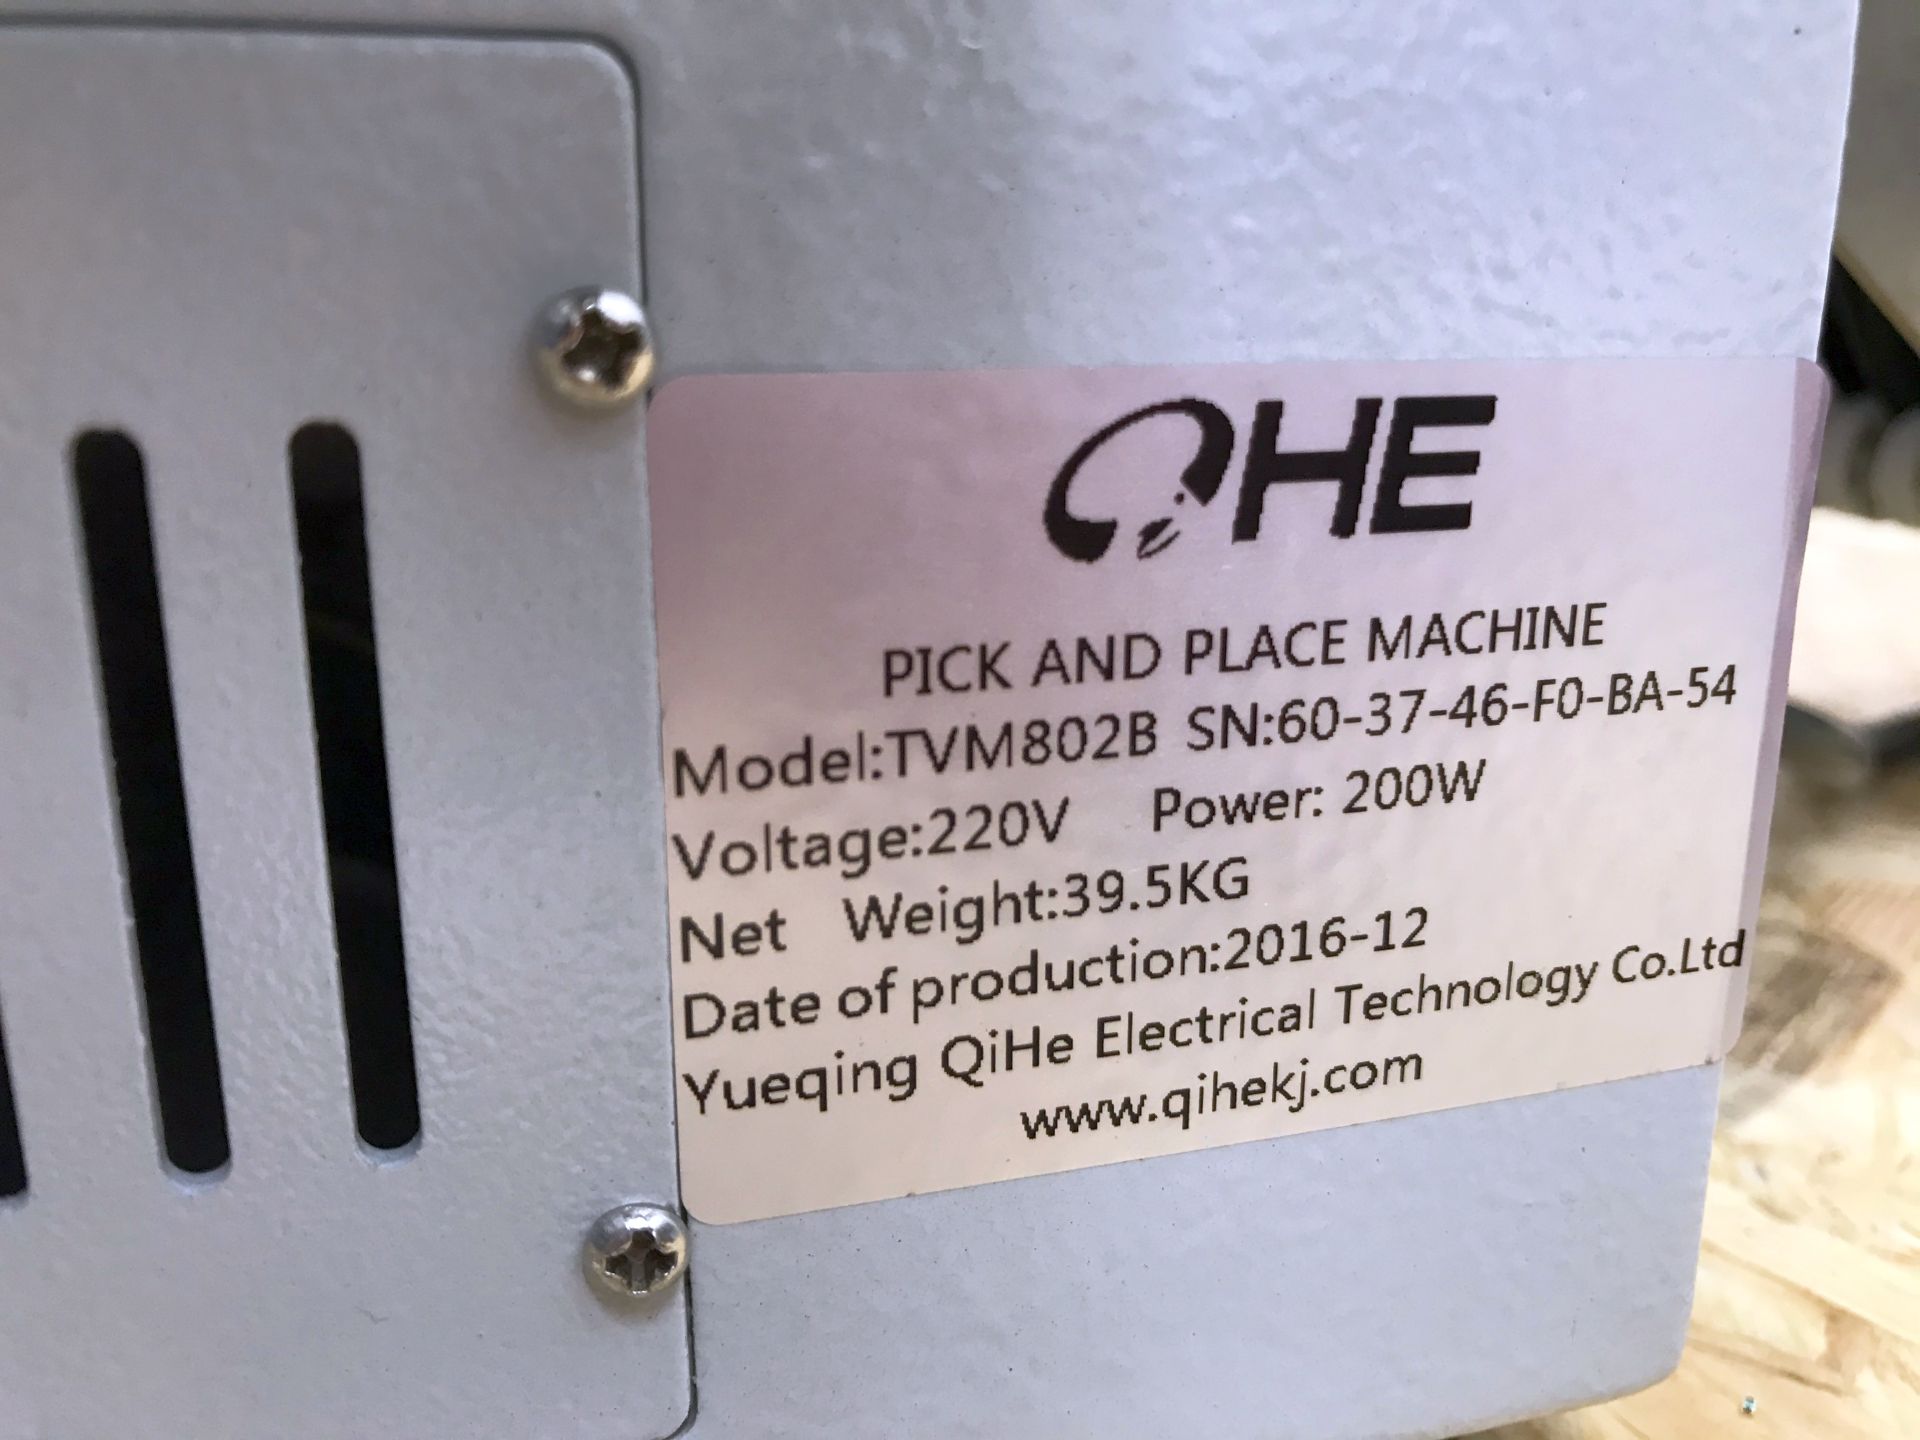 QiHE
PICK AND PLACE MACHINE
Model:TVM802B SN:60-37-46-F0-BA-54
Voltage:220V Power: 200W
Net Weight:39.5KG
Date of production:2016-12
Yueqing QiHe Electrical Technology Co.Ltd
www.qihekj.com